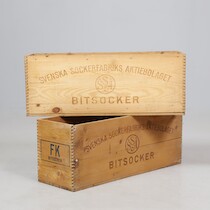 SVENSKA SOCKERFABRIKS AKTIEBOLAGET
BITSOCKER
SVENSKA SOCKERFABRIKS AKTIEBOLAGET
BITSOCKER
FK